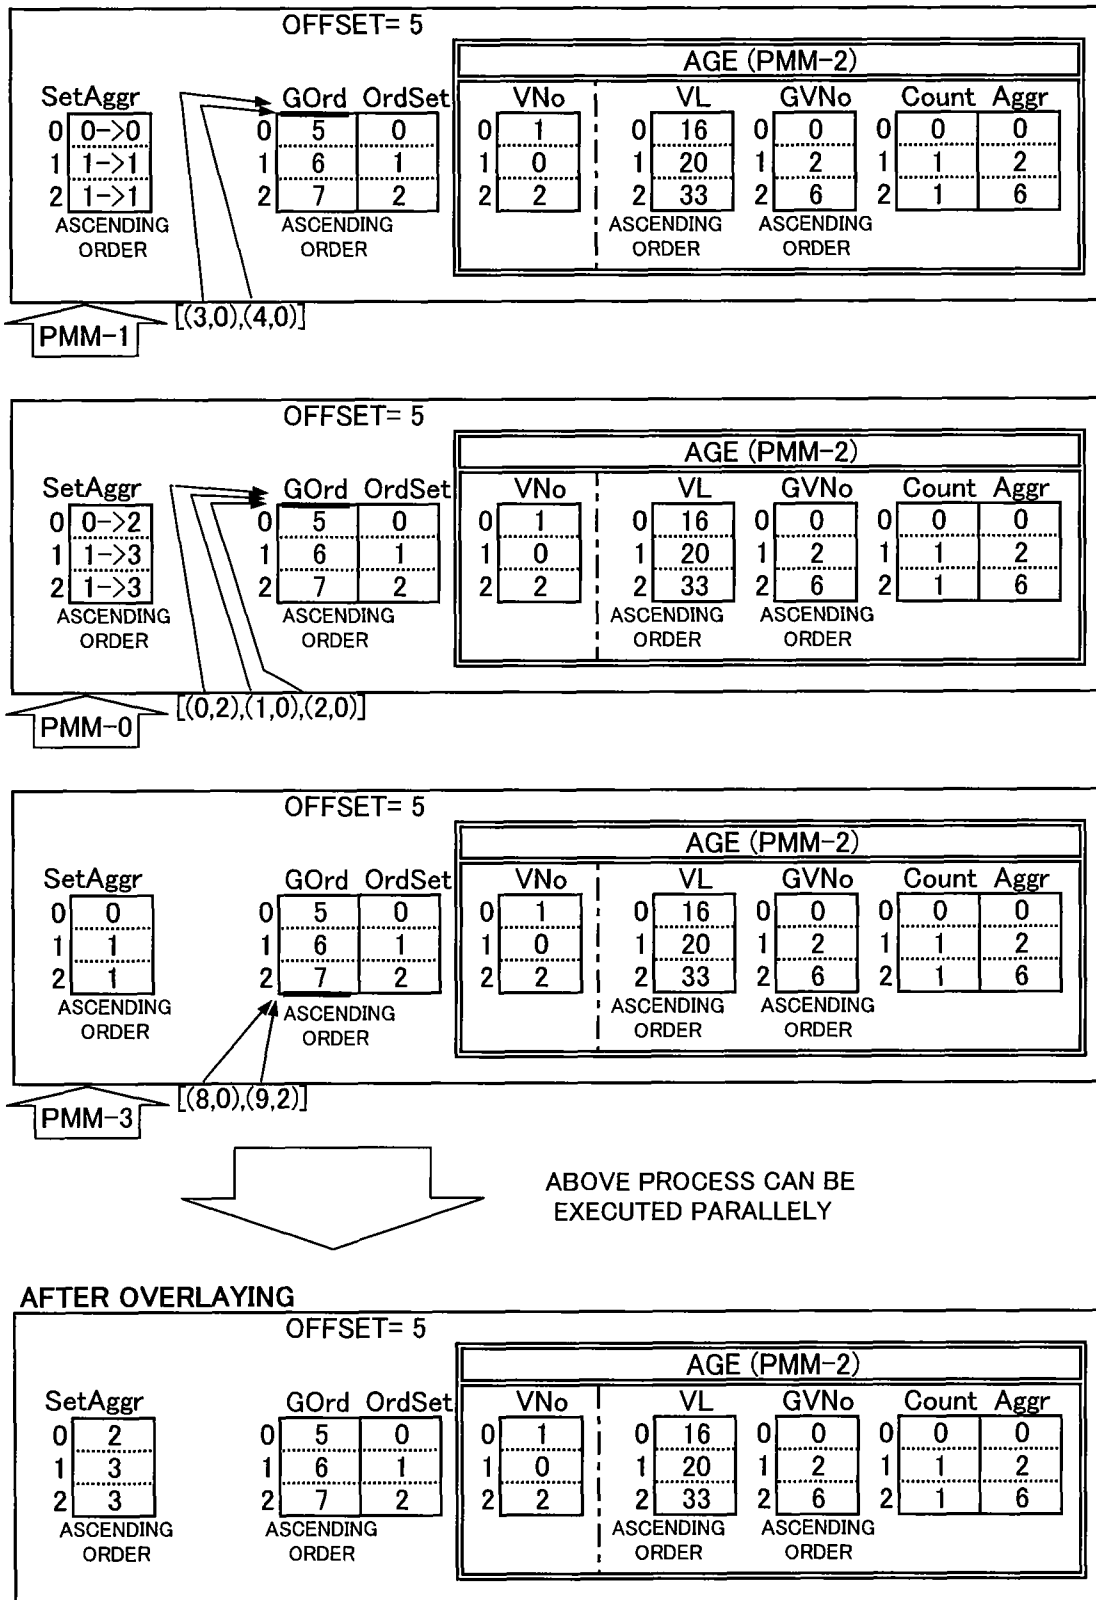 OFFSET= 5
AGE (PMM-2)
SetAggr GOrd OrdSet VNo VL GVNo Count Aggr
0 0->0 0 5 0 0 1 0 16 0 0 0 0 0
1 1->1 1 6 1 1 0 1 20 1 2 1 1 2
2 1->1 2 7 2 2 2 2 33 2 6 2 1 6
ASCENDING ASCENDING ASCENDING ASCENDING
ORDER ORDER ORDER ORDER
PMM-1 [(3,0),(4,0)]
OFFSET= 5
AGE (PMM-2)
SetAggr GOrd OrdSet VNo VL GVNo Count Aggr
0 0->2 0 5 0 0 1 0 16 0 0 0 0 0
1 1->3 1 6 1 1 0 1 20 1 2 1 1 2
2 1->3 2 7 2 2 2 2 33 2 6 2 1 6
ASCENDING ASCENDING ASCENDING ASCENDING
ORDER ORDER ORDER ORDER
PMM-0 [(0,2),(1,0),(2,0)]
OFFSET= 5
AGE (PMM-2)
SetAggr GOrd OrdSet VNo VL GVNo Count Aggr
0 0 0 5 0 0 1 0 16 0 0 0 0 0
1 1 1 6 1 1 0 1 20 1 2 1 1 2
2 1 2 7 2 2 2 2 33 2 6 2 1 6
ASCENDING ASCENDING ASCENDING ASCENDING
ORDER ORDER ORDER ORDER
PMM-3 [(8,0),(9,2)]
ABOVE PROCESS CAN BE
EXECUTED PARALLELY
AFTER OVERLAYING
OFFSET= 5
AGE (PMM-2)
SetAggr GOrd OrdSet VNo VL GVNo Count Aggr
0 2 0 5 0 0 1 0 16 0 0 0 0 0
1 3 1 6 1 1 0 1 20 1 2 1 1 2
2 3 2 7 2 2 2 2 33 2 6 2 1 6
ASCENDING ASCENDING ASCENDING ASCENDING
ORDER ORDER ORDER ORDER